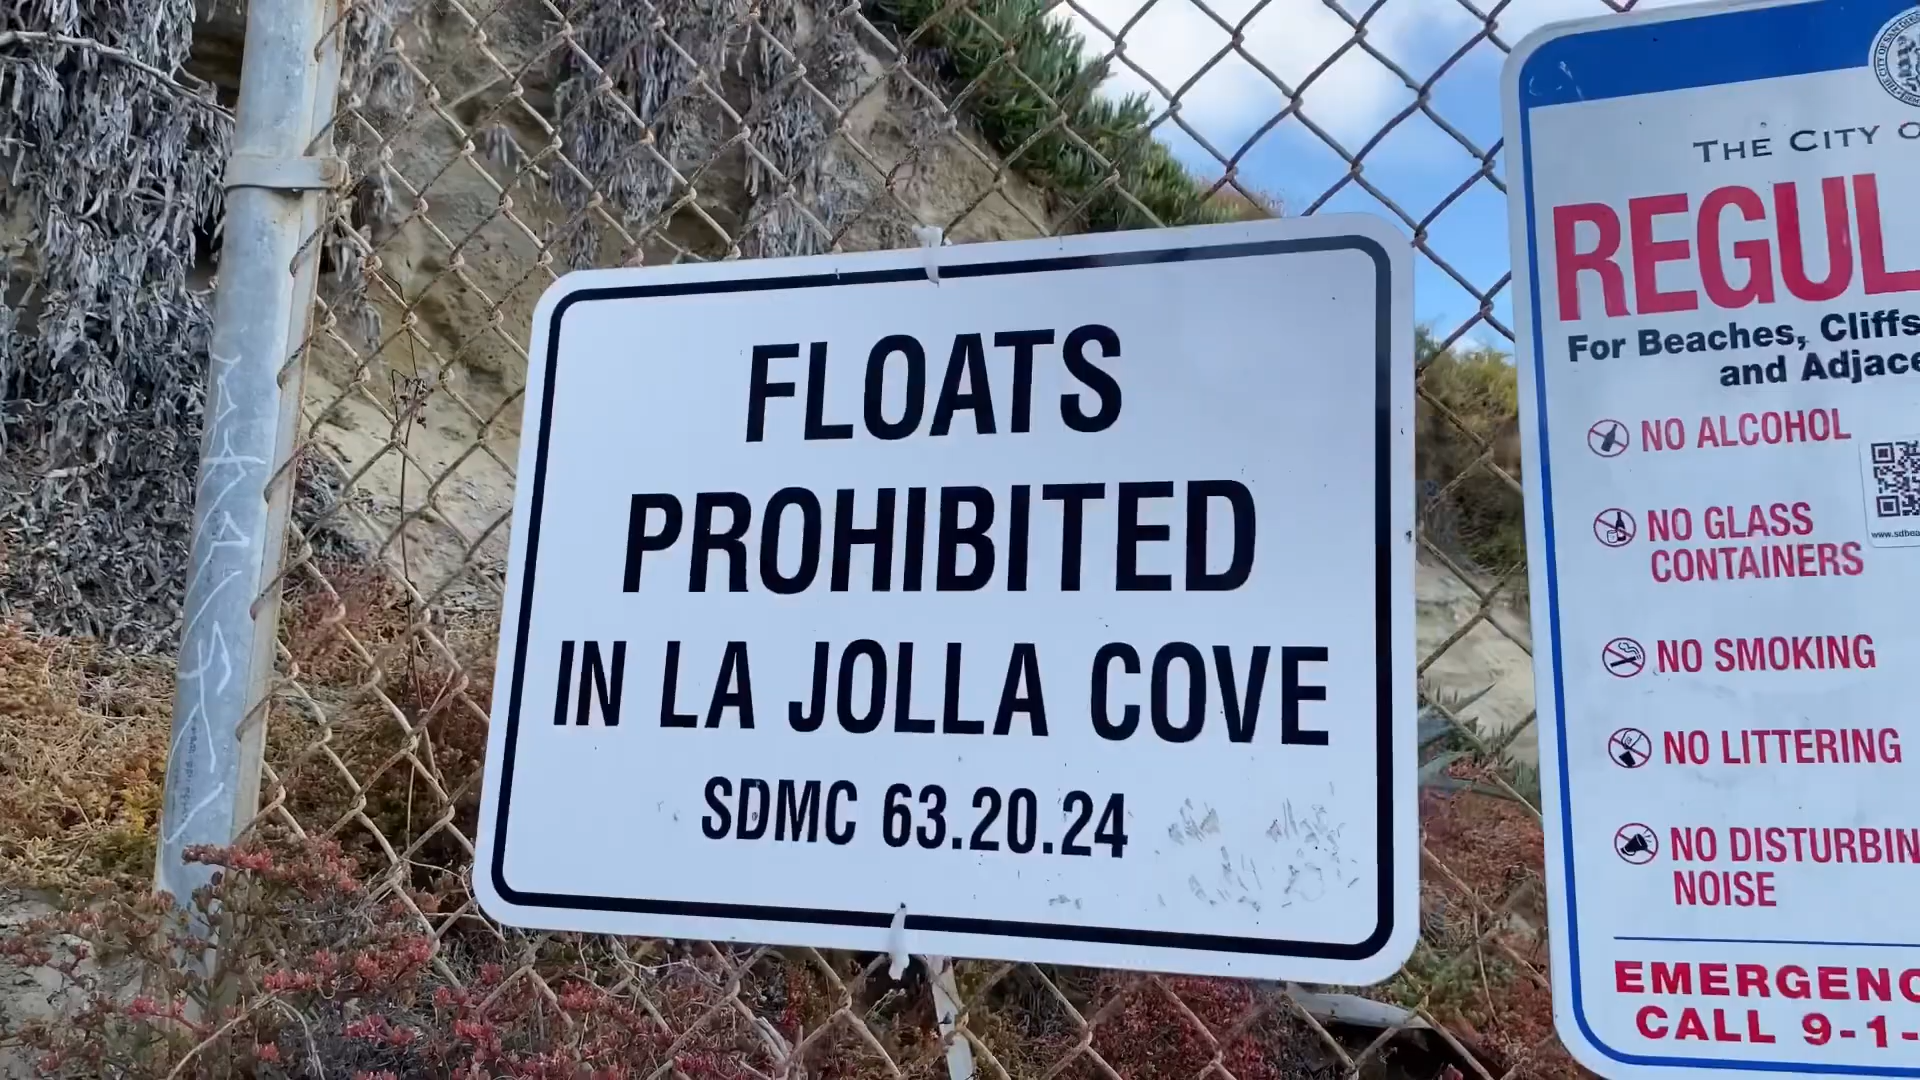 FLOATS
PROHIBITED
IN LA JOLLA COVE
SDMC 63.20.24
THE CITY
REGUL
For Beaches, Cliffs
and Adjace
NO ALCOHOL
NO GLASS
CONTAINERS
NO SMOKING
NO LITTERING
NO DISTURBIN
NOISE
EMERGENC
CALL 9-1-